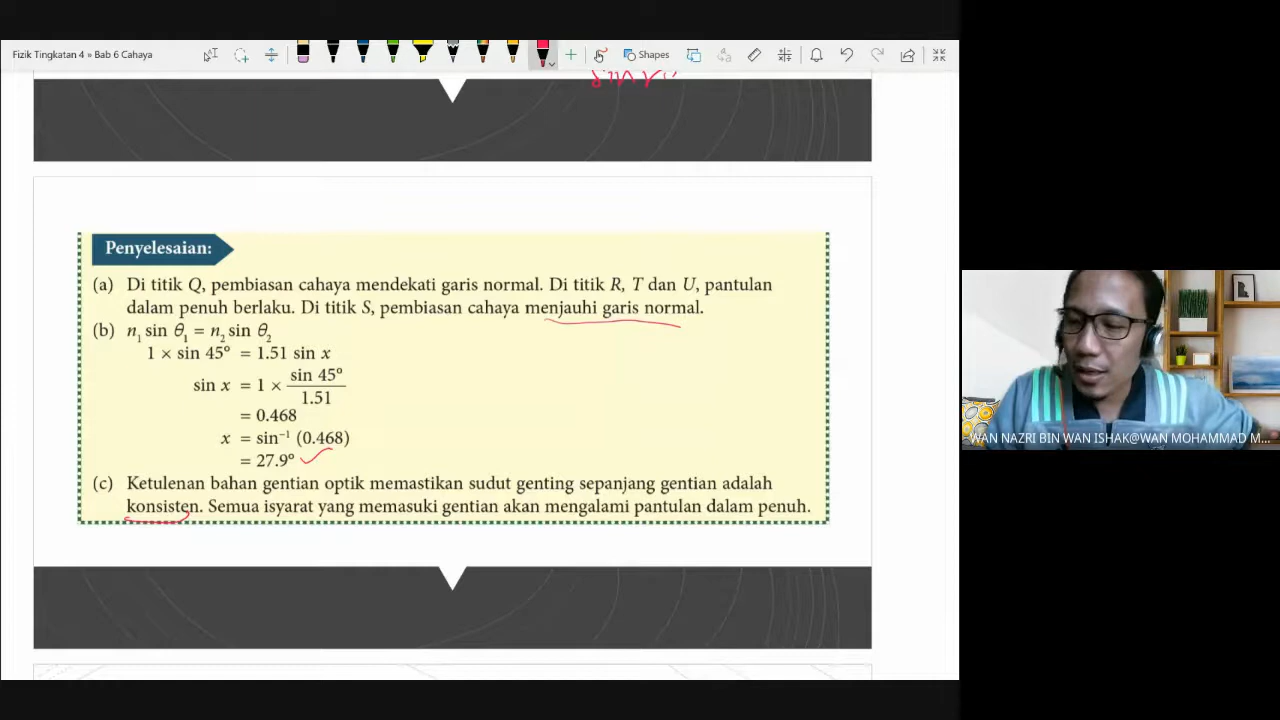 Fizik Tingkatan 4 » Bab 6 Cahaya
Shapes
sin
Penyelesaian:
(a) Di titik Q, pembiasan cahaya mendekati garis normal. Di titik R, T dan U, pantulan
dalam penuh berlaku. Di titik S, pembiasan cahaya menjauhi garis normal.
(b) n₁ sin θ₁ = n₂ sin θ₂
1 × sin 45° = 1.51 sin x
sin x = 1 × sin 45° / 1.51
= 0.468
x = sin⁻¹ (0.468)
= 27.9°
(c) Ketulenan bahan gentian optik memastikan sudut genting sepanjang gentian adalah
konsisten. Semua isyarat yang memasuki gentian akan mengalami pantulan dalam penuh.
WAN NAZRI BIN WAN ISHAK@WAN MOHAMMAD M...